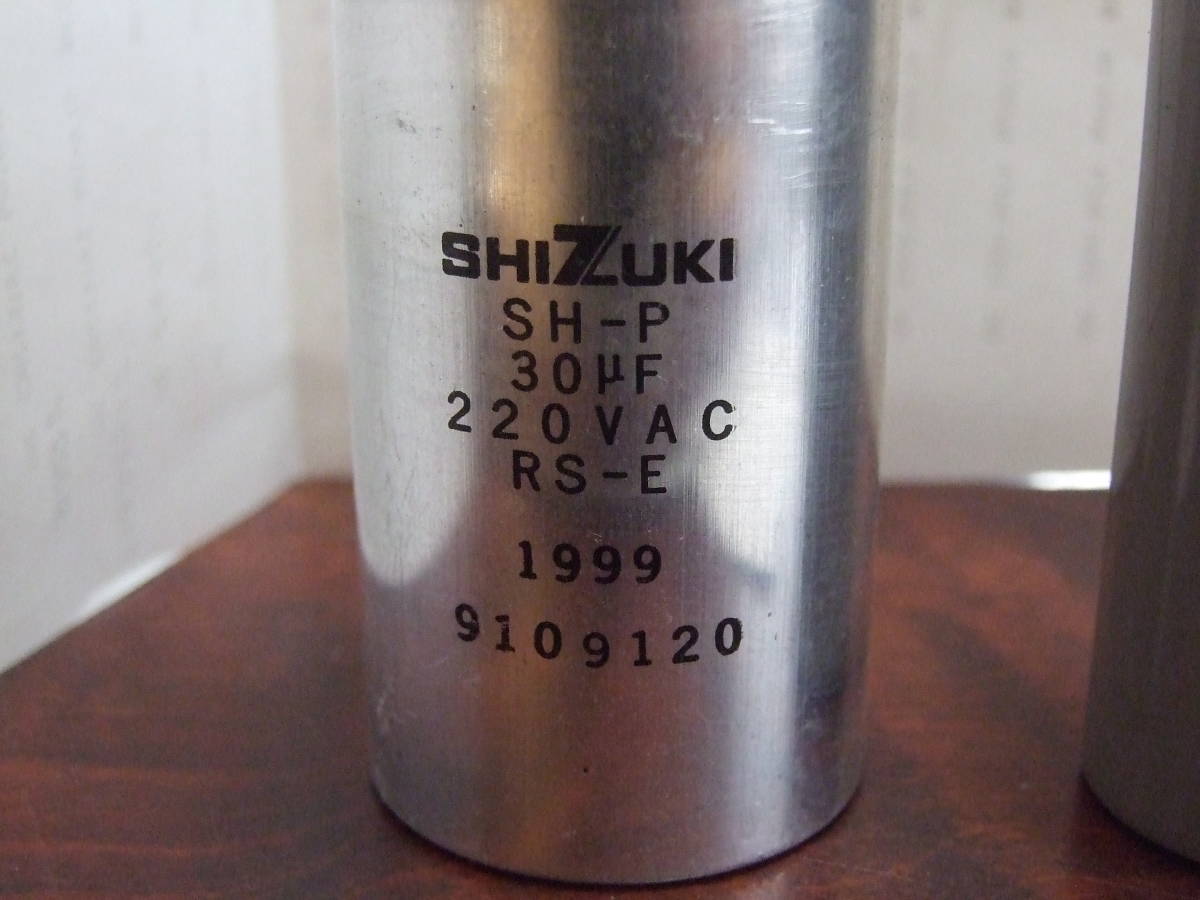 SHIZUKI
SH-P
30µF
220VAC
RS-E
1999
9109120